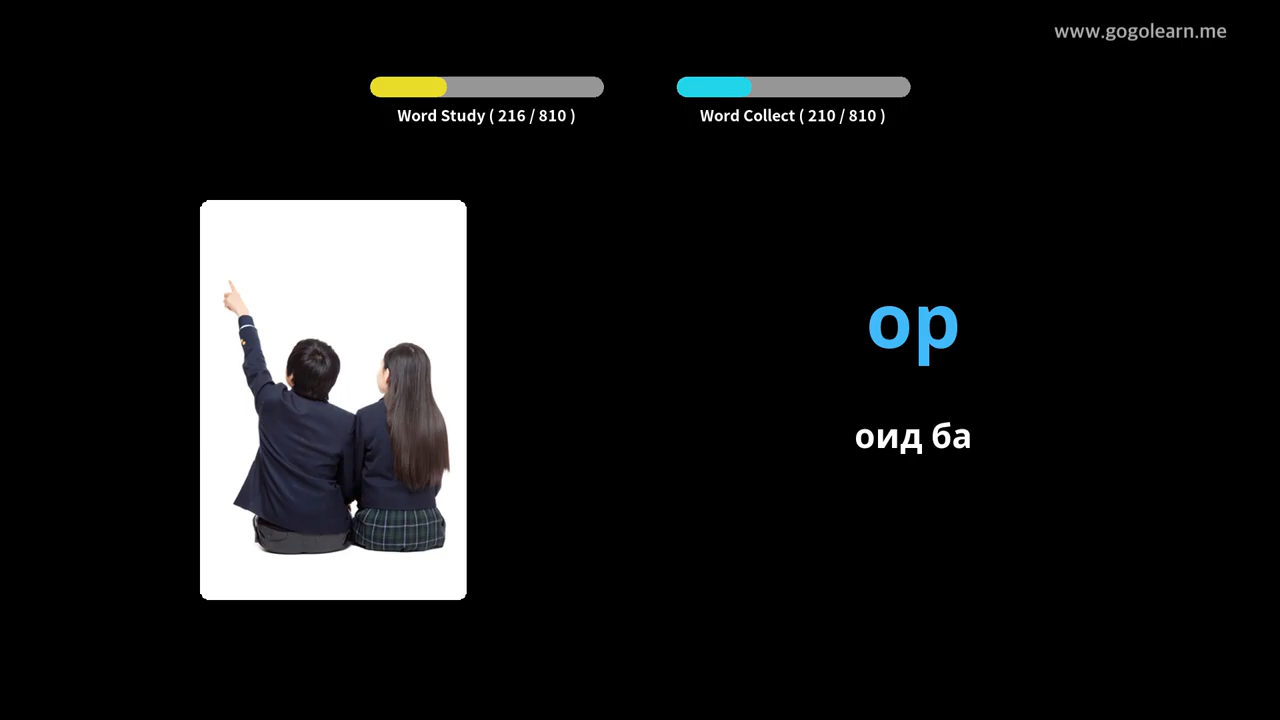 www.gogolearn.me
Word Study ( 216 / 810 )
Word Collect ( 210 / 810 )
ор
оид ба